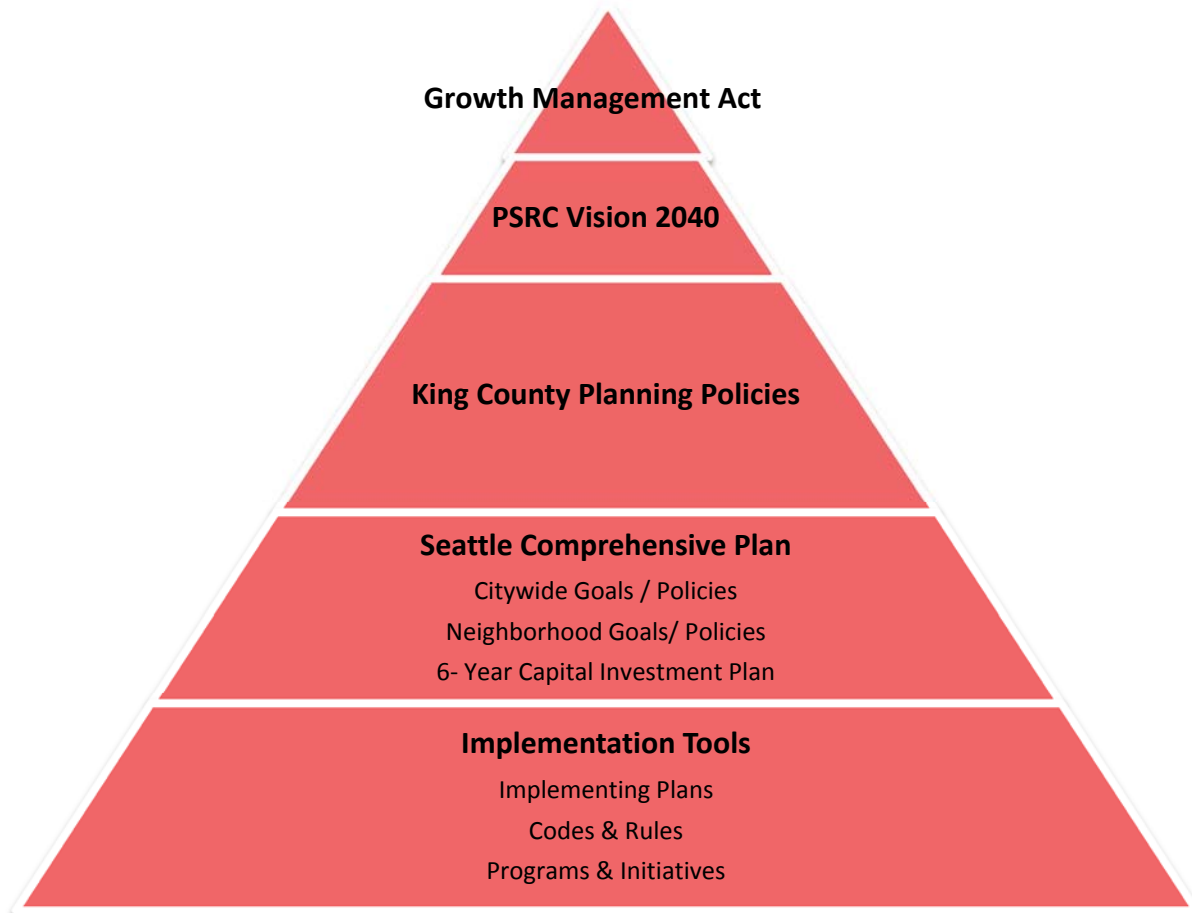 Growth Management Act
PSRC Vision 2040
King County Planning Policies
Seattle Comprehensive Plan
Citywide Goals / Policies
Neighborhood Goals/ Policies
6- Year Capital Investment Plan
Implementation Tools
Implementing Plans
Codes & Rules
Programs & Initiatives